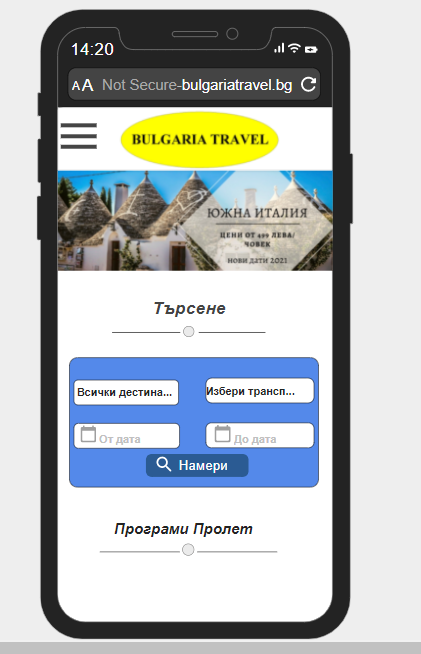 14:20
AA Not Secure-bulgariatravel.bg
BULGARIA TRAVEL
ЮЖНА ИТАЛИЯ
ЦЕНИ ОТ 499 ЛЕВА/
ЧОВЕК
НОВИ ДАТИ 2021
Търсене
Всички дестина...
Избери трансп...
От дата
До дата
Намери
Програми Пролет